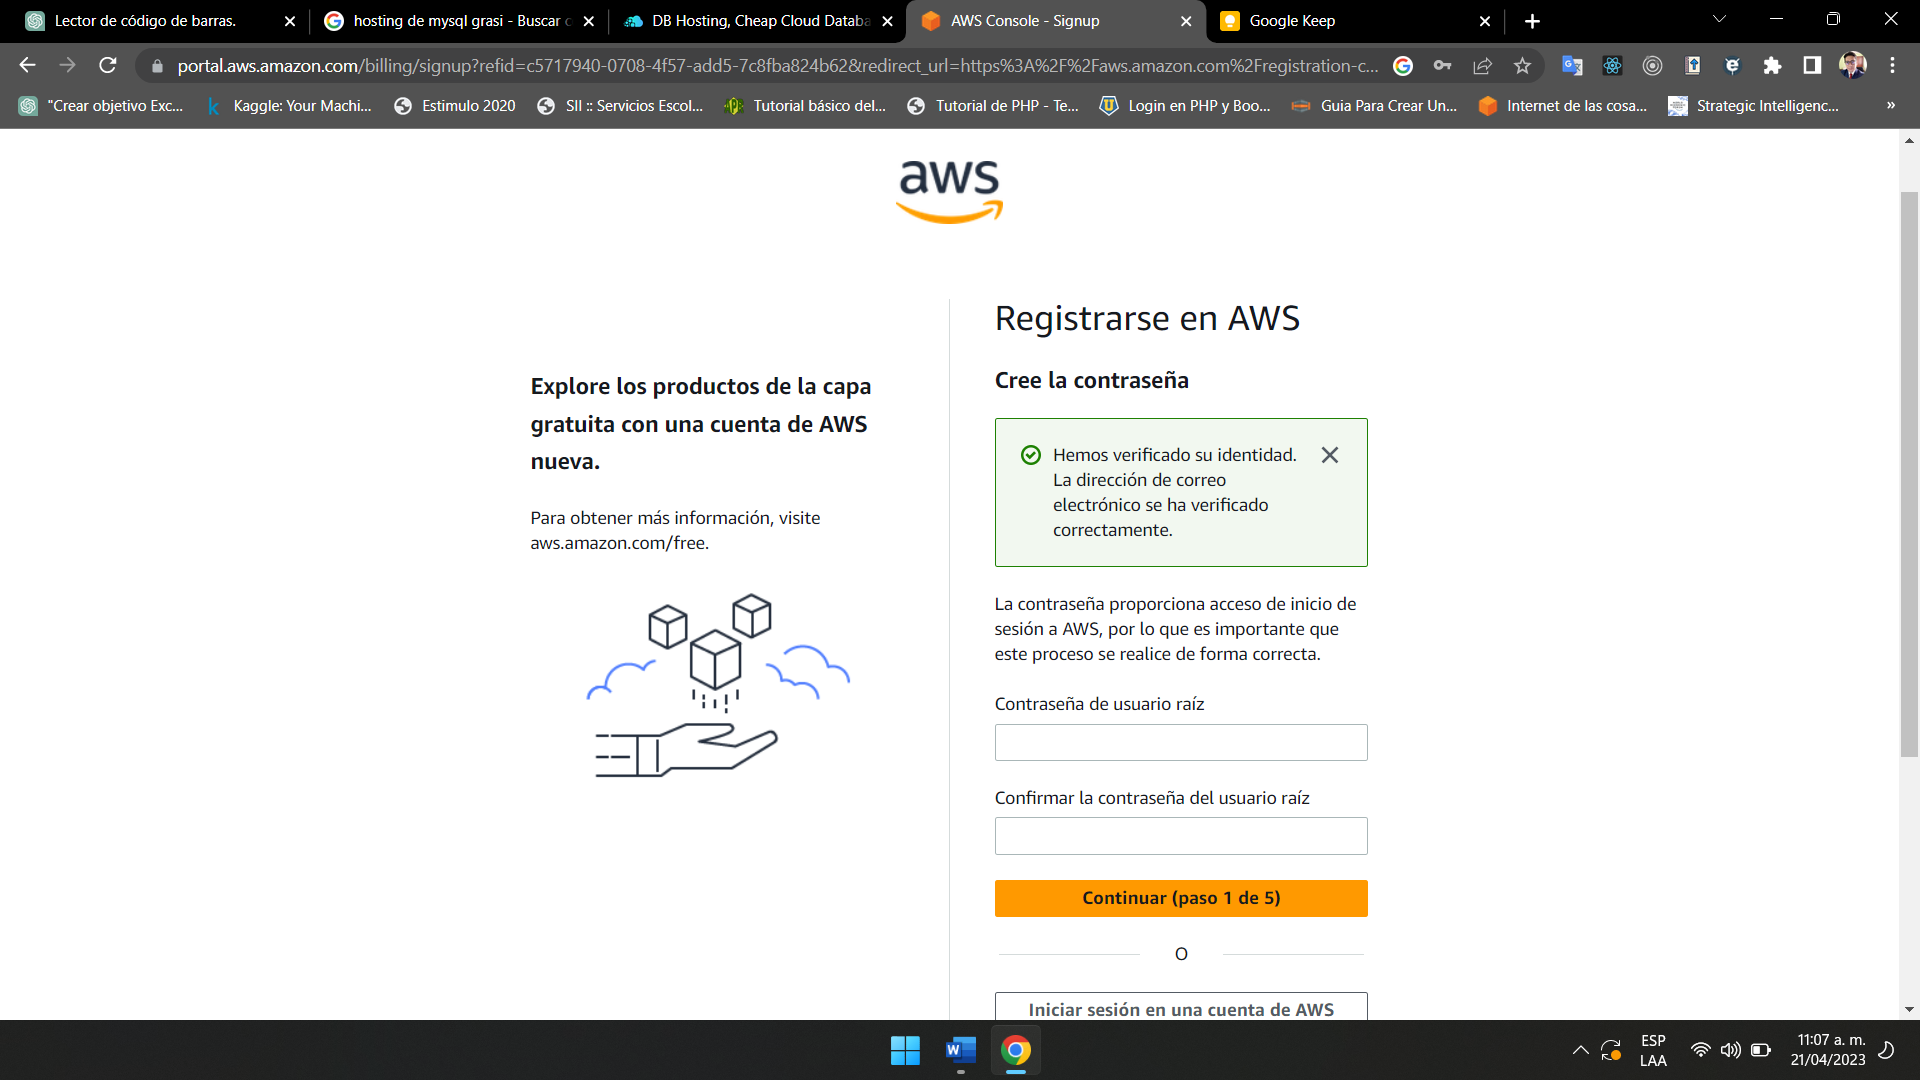 Lector de código de barras.
hosting de mysql grasi - Buscar c
DB Hosting, Cheap Cloud Databa
AWS Console - Signup
Google Keep
portal.aws.amazon.com/billing/signup?refid=c5717940-0708-4f57-add5-7c8fba824b62&redirect_url=https%3A%2F%2Faws.amazon.com%2Fregistration-c...
"Crear objetivo Exc...
Kaggle: Your Machi...
Estimulo 2020
SII :: Servicios Escol...
Tutorial básico del...
Tutorial de PHP - Te...
Login en PHP y Boo...
Guia Para Crear Un...
Internet de las cosa...
Strategic Intelligenc...
»
aws
Explore los productos de la capa
gratuita con una cuenta de AWS
nueva.
Para obtener más información, visite
aws.amazon.com/free.
Registrarse en AWS
Cree la contraseña
Hemos verificado su identidad.
La dirección de correo
electrónico se ha verificado
correctamente.
La contraseña proporciona acceso de inicio de
sesión a AWS, por lo que es importante que
este proceso se realice de forma correcta.
Contraseña de usuario raíz
Confirmar la contraseña del usuario raíz
Continuar (paso 1 de 5)
O
Iniciar sesión en una cuenta de AWS
W
ESP
LAA
11:07 a. m.
21/04/2023